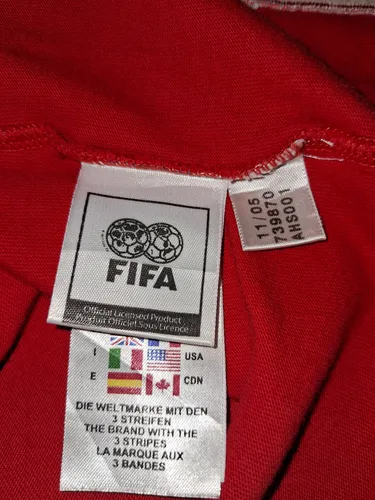 FIFA
Official Licensed Product
Produit Officiel Sous Licence
11/05
739870
AHS001
I USA
E CDN
DIE WELTMARKE MIT DEN
3 STREIFEN
THE BRAND WITH THE
3 STRIPES
LA MARQUE AUX
3 BANDES